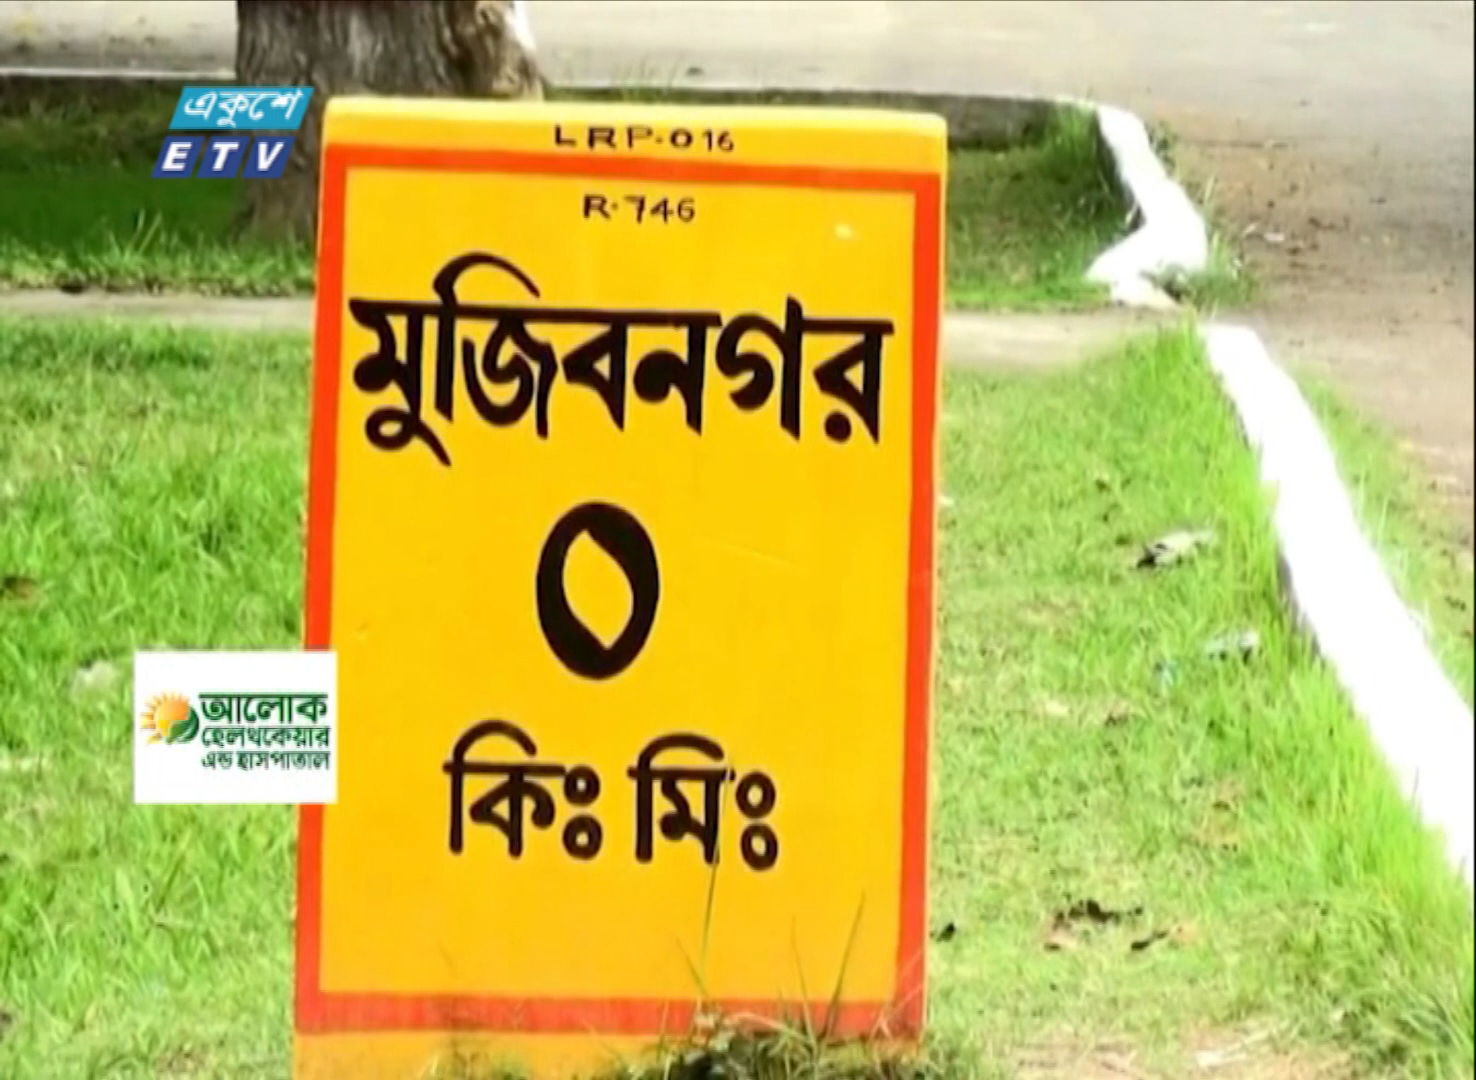 একুশে
ETV
LRP-016
R-746
মুজিবনগর
০
কিঃ মিঃ
আলোক
হেলথকেয়ার
এন্ড হাসপাতাল